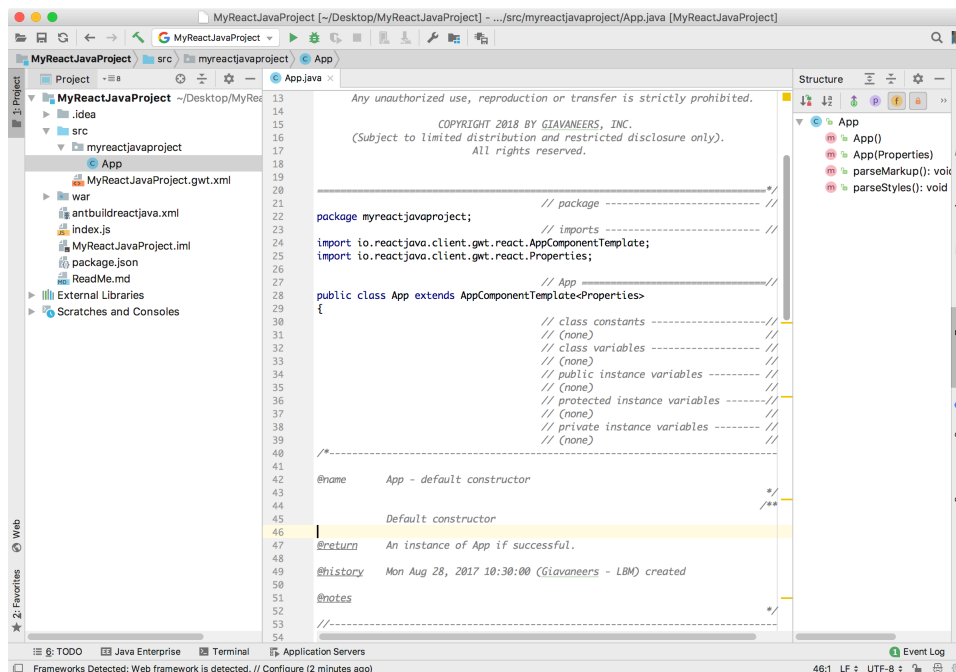 MyReactJavaProject [~/Desktop/MyReactJavaProject] - .../src/myreactjavaproject/App.java [MyReactJavaProject]
MyReactJavaProject
MyReactJavaProject src myreactjavaproject App
1: Project
Project
MyReactJavaProject ~/Desktop/MyRea
.idea
src
myreactjavaproject
App
MyReactJavaProject.gwt.xml
war
antbuildreactjava.xml
index.js
MyReactJavaProject.iml
package.json
ReadMe.md
External Libraries
Scratches and Consoles
Web
2: Favorites
App.java
13 Any unauthorized use, reproduction or transfer is strictly prohibited.
14
15 COPYRIGHT 2018 BY GIAVANEERS, INC.
16 (Subject to limited distribution and restricted disclosure only).
17 All rights reserved.
18
19
20 ==================================================================*/
21 // package --------------------------- //
22 package myreactjavaproject;
23 // imports --------------------------- //
24 import io.reactjava.client.gwt.react.AppComponentTemplate;
25 import io.reactjava.client.gwt.react.Properties;
26
27 // App ================================//
28 public class App extends AppComponentTemplate<Properties>
29 {
30 // class constants --------------------//
31 // (none) //
32 // class variables ------------------- //
33 // (none) //
34 // public instance variables --------- //
35 // (none) //
36 // protected instance variables -------//
37 // (none) //
38 // private instance variables -------- //
39 // (none) //
40 /*------------------------------------------------------------------------------
41
42 @name App - default constructor
43 */
44 /**
45 Default constructor
46
47 @return An instance of App if successful.
48
49 @history Mon Aug 28, 2017 10:30:00 (Giavaneers - LBM) created
50
51 @notes
52 */
53 //------------------------------------------------------------------------------
54
Structure
App
App()
App(Properties)
parseMarkup(): void
parseStyles(): void
6: TODO Java Enterprise Terminal Application Servers 1 Event Log
Frameworks Detected: Web framework is detected. // Configure (2 minutes ago) 46:1 LF UTF-8